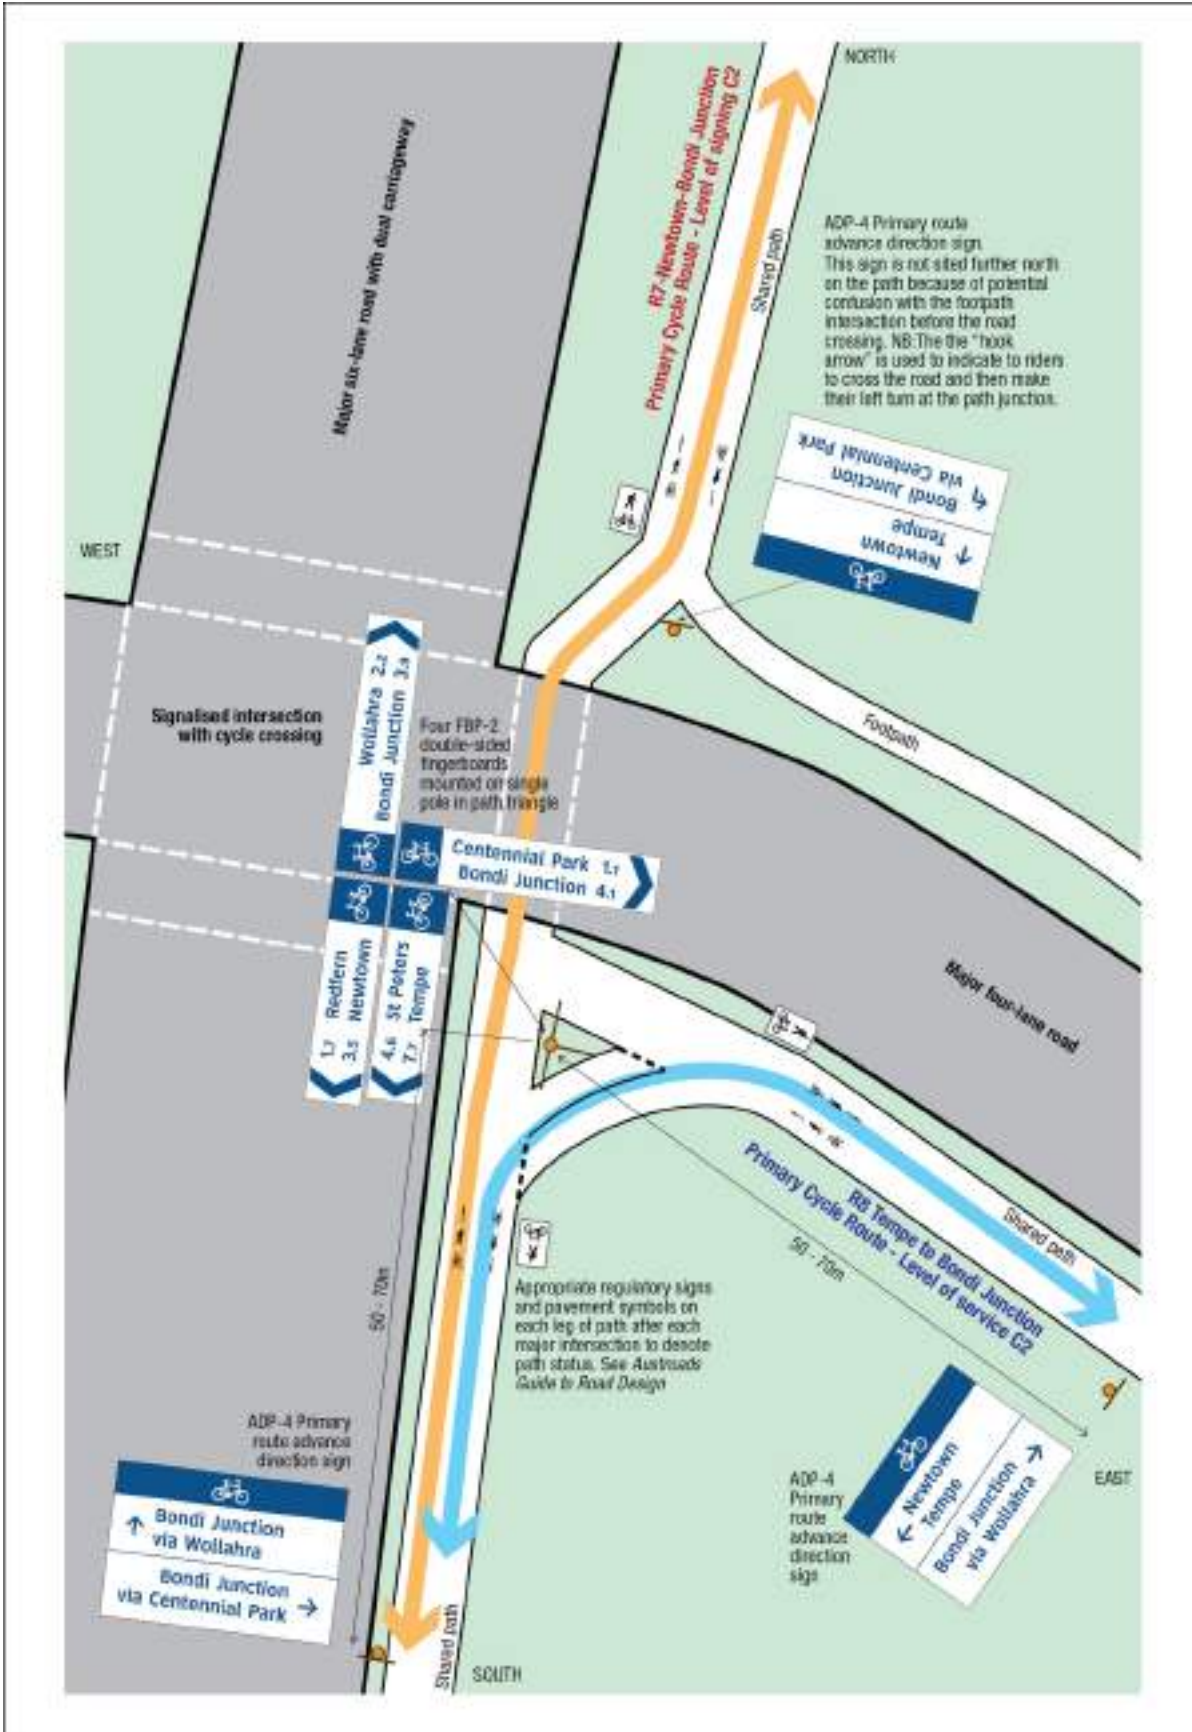 NORTH
R7-Newtown-Bondi Junction
Primary Cycle Route - Level of signing C2
Major six-lane road with dual carriageway
Shared path
ADP-4 Primary route
advance direction sign.
This sign is not sited further north
on the path because of potential
confusion with the footpath
intersection before the road
crossing. NB:The the "hook
arrow" is used to indicate to riders
to cross the road and then make
their left turn at the path junction.
Newtown
Tempe
Bondi Junction
via Centennial Park
WEST
Signalised intersection
with cycle crossing
Wollahra 2.2
Bondi Junction 3.9
Four FBP-2
double-sided
fingerboards
mounted on single
pole in path triangle
Footpath
Centennial Park 1.1
Bondi Junction 4.1
1.7 Redfern
3.5 Newtown
4.6 St Peters
7.7 Tempe
Major four-lane road
Shared path
R8 Tempe to Bondi Junction
Primary Cycle Route - Level of service C2
50 - 70m
50 - 70m
Appropriate regulatory signs
and pavement symbols on
each leg of path after each
major intersection to denote
path status. See Austroads
Guide to Road Design
ADP-4 Primary
route advance
direction sign
Bondi Junction
via Wollahra
Bondi Junction
via Centennial Park
ADP-4
Primary
route
advance
direction
sign
Newtown
Tempe
Bondi Junction
via Wollahra
EAST
Shared path
SOUTH